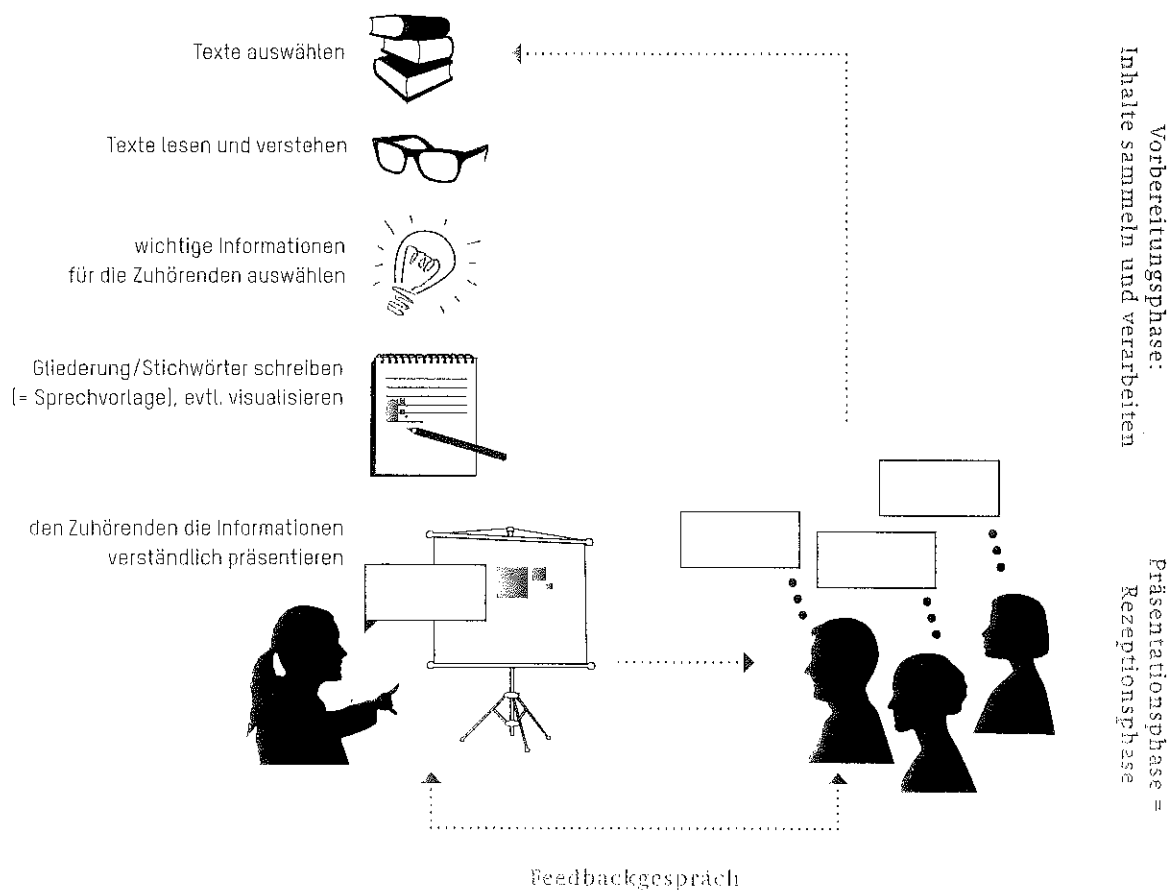 Texte auswählen
Texte lesen und verstehen
wichtige Informationen
für die Zuhörenden auswählen
Gliederung/Stichwörter schreiben
(= Sprechvorlage), evtl. visualisieren
den Zuhörenden die Informationen
verständlich präsentieren
Vorbereitungsphase:
Inhalte sammeln und verarbeiten
Präsentationsphase =
Rezeptionsphase
Feedbackgespräch